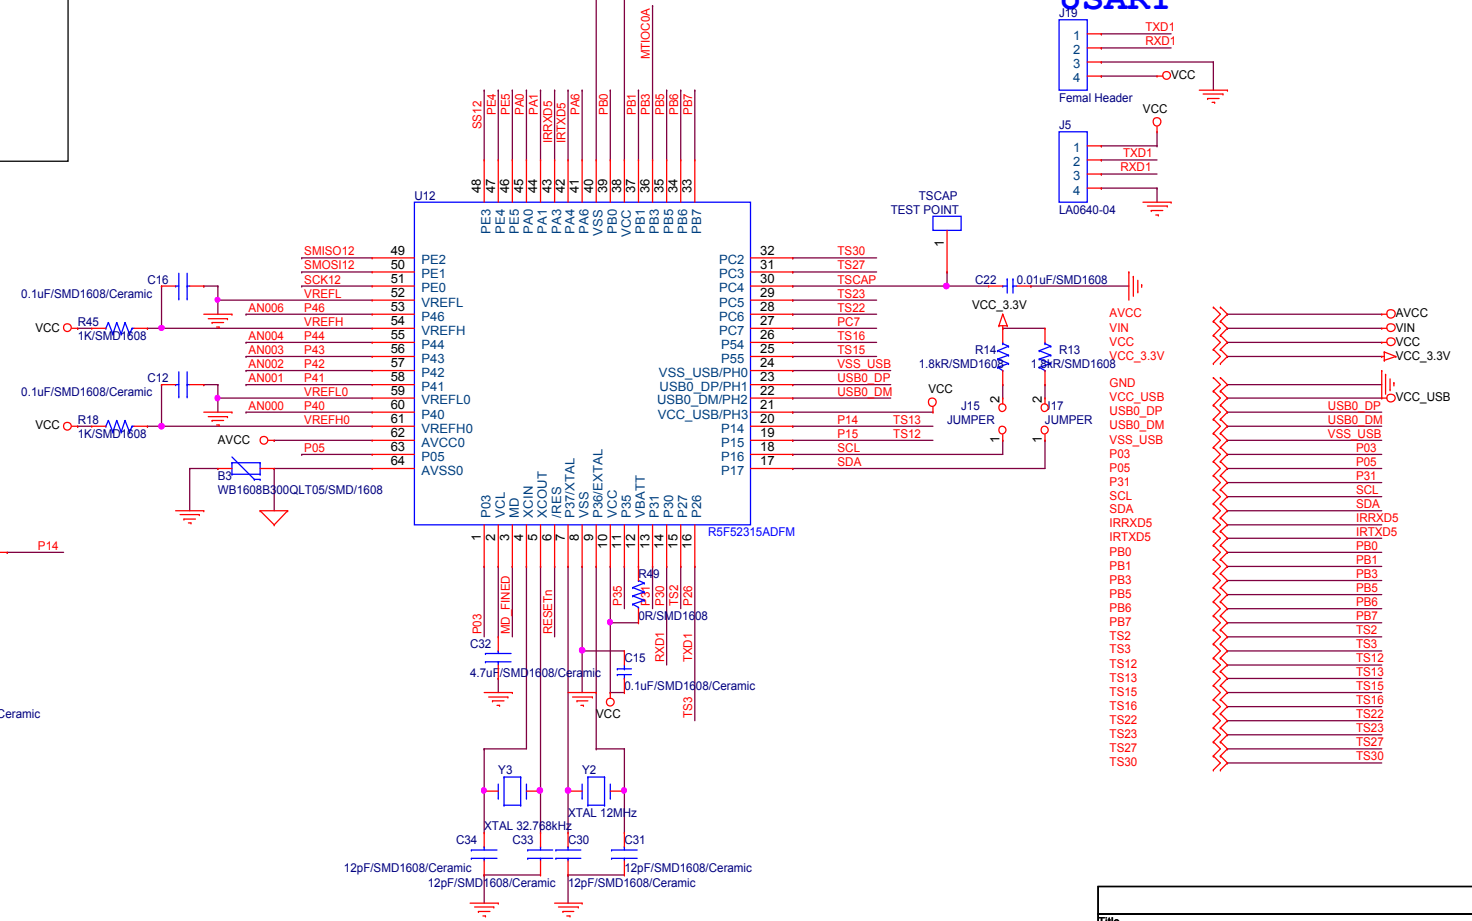 USART
J19
1
2
3
4
TXD1
RXD1
VCC
Femal Header
VCC
J5
1
2
3
4
TXD1
RXD1
LA0640-04
MTIOC0A
SS12
PE4
PE5
PA0
PA1
IRRXD5
IRTXD5
PA6
PB0
PB1
PB3
PB5
PB6
PB7
48
47
46
45
44
43
42
41
40
39
38
37
36
35
34
33
U12
PE3
PE4
PE5
PA0
PA1
PA3
PA4
PA6
VSS
PB0
VCC
PB1
PB3
PB5
PB6
PB7
TSCAP
TEST POINT
1
SMISO12 49 PE2
SMOSI12 50 PE1
SCK12 51 PE0
VREFL 52 VREFL
AN006 P46 53 P46
VREFH 54 VREFH
AN004 P44 55 P44
AN003 P43 56 P43
AN002 P42 57 P42
AN001 P41 58 P41
VREFL0 59 VREFL0
AN000 P40 60 P40
VREFH0 61 VREFH0
AVCC 62 AVCC0
P05 63 P05
64 AVSS0
C16
0.1uF/SMD1608/Ceramic
VCC
R45
1K/SMD1608
C12
0.1uF/SMD1608/Ceramic
VCC
R18
1K/SMD1608
B3
WB1608B300QLT05/SMD/1608
PC2 32 TS30
PC3 31 TS27
PC4 30 TSCAP
PC5 29 TS23
PC6 28 TS22
PC7 27 PC7
P54 26 TS16
P55 25 TS15
VSS_USB/PH0 24 VSS_USB
USB0_DP/PH1 23 USB0_DP
USB0_DM/PH2 22 USB0_DM
VCC_USB/PH3 21
P14 20 P14 TS13
P15 19 P15 TS12
P16 18 SCL
P17 17 SDA
C22
0.01uF/SMD1608
VCC_3.3V
R14
1.8kR/SMD1608
R13
1.8kR/SMD1608
VCC
J15
JUMPER
2
1
J17
JUMPER
2
1
P03
VCL
MD
XCIN
XCOUT
/RES
P37/XTAL
VSS
P36/EXTAL
VCC
P35
VBATT
P31
P30
P27
P26
R5F52315ADFM
1
2
3
4
5
6
7
8
9
10
11
12
13
14
15
16
P14
P03
MD_FINED
RESETn
P35
R49
0R/SMD1608
P31
P30
TS2
P26
RXD1
TXD1
TS3
C32
4.7uF/SMD1608/Ceramic
C15
0.1uF/SMD1608/Ceramic
VCC
Ceramic
Y3
XTAL 32.768kHz
Y2
XTAL 12MHz
C34
12pF/SMD1608/Ceramic
C33
12pF/SMD1608/Ceramic
C30
12pF/SMD1608/Ceramic
C31
12pF/SMD1608/Ceramic
AVCC AVCC
VIN VIN
VCC VCC
VCC_3.3V VCC_3.3V
GND
VCC_USB VCC_USB
USB0_DP USB0_DP
USB0_DM USB0_DM
VSS_USB VSS_USB
P03 P03
P05 P05
P31 P31
SCL SCL
SDA SDA
IRRXD5 IRRXD5
IRTXD5 IRTXD5
PB0 PB0
PB1 PB1
PB3 PB3
PB5 PB5
PB6 PB6
PB7 PB7
TS2 TS2
TS3 TS3
TS12 TS12
TS13 TS13
TS15 TS15
TS16 TS16
TS22 TS22
TS23 TS23
TS27 TS27
TS30 TS30
Title